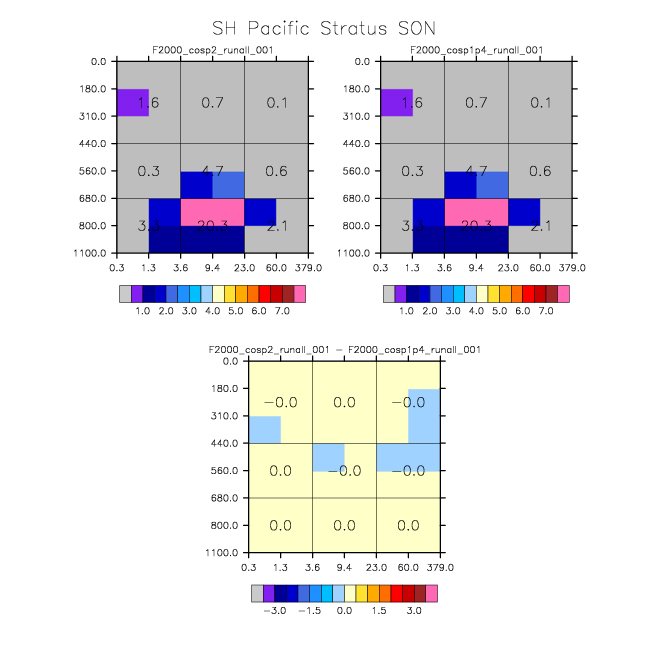 SH Pacific Stratus SON
F2000_cosp2_runall_001
0.0
180.0
310.0
440.0
560.0
680.0
800.0
1100.0
1.6 0.7 0.1
0.3 4.7 0.6
3.3 20.3 2.1
0.3 1.3 3.6 9.4 23.0 60.0 379.0
1.0 2.0 3.0 4.0 5.0 6.0 7.0
F2000_cosp1p4_runall_001
0.0
180.0
310.0
440.0
560.0
680.0
800.0
1100.0
1.6 0.7 0.1
0.3 4.7 0.6
3.3 20.3 2.1
0.3 1.3 3.6 9.4 23.0 60.0 379.0
1.0 2.0 3.0 4.0 5.0 6.0 7.0
F2000_cosp2_runall_001 − F2000_cosp1p4_runall_001
0.0
180.0
310.0
440.0
560.0
680.0
800.0
1100.0
−0.0 0.0 −0.0
0.0 −0.0 −0.0
0.0 0.0 0.0
0.3 1.3 3.6 9.4 23.0 60.0 379.0
−3.0 −1.5 0.0 1.5 3.0